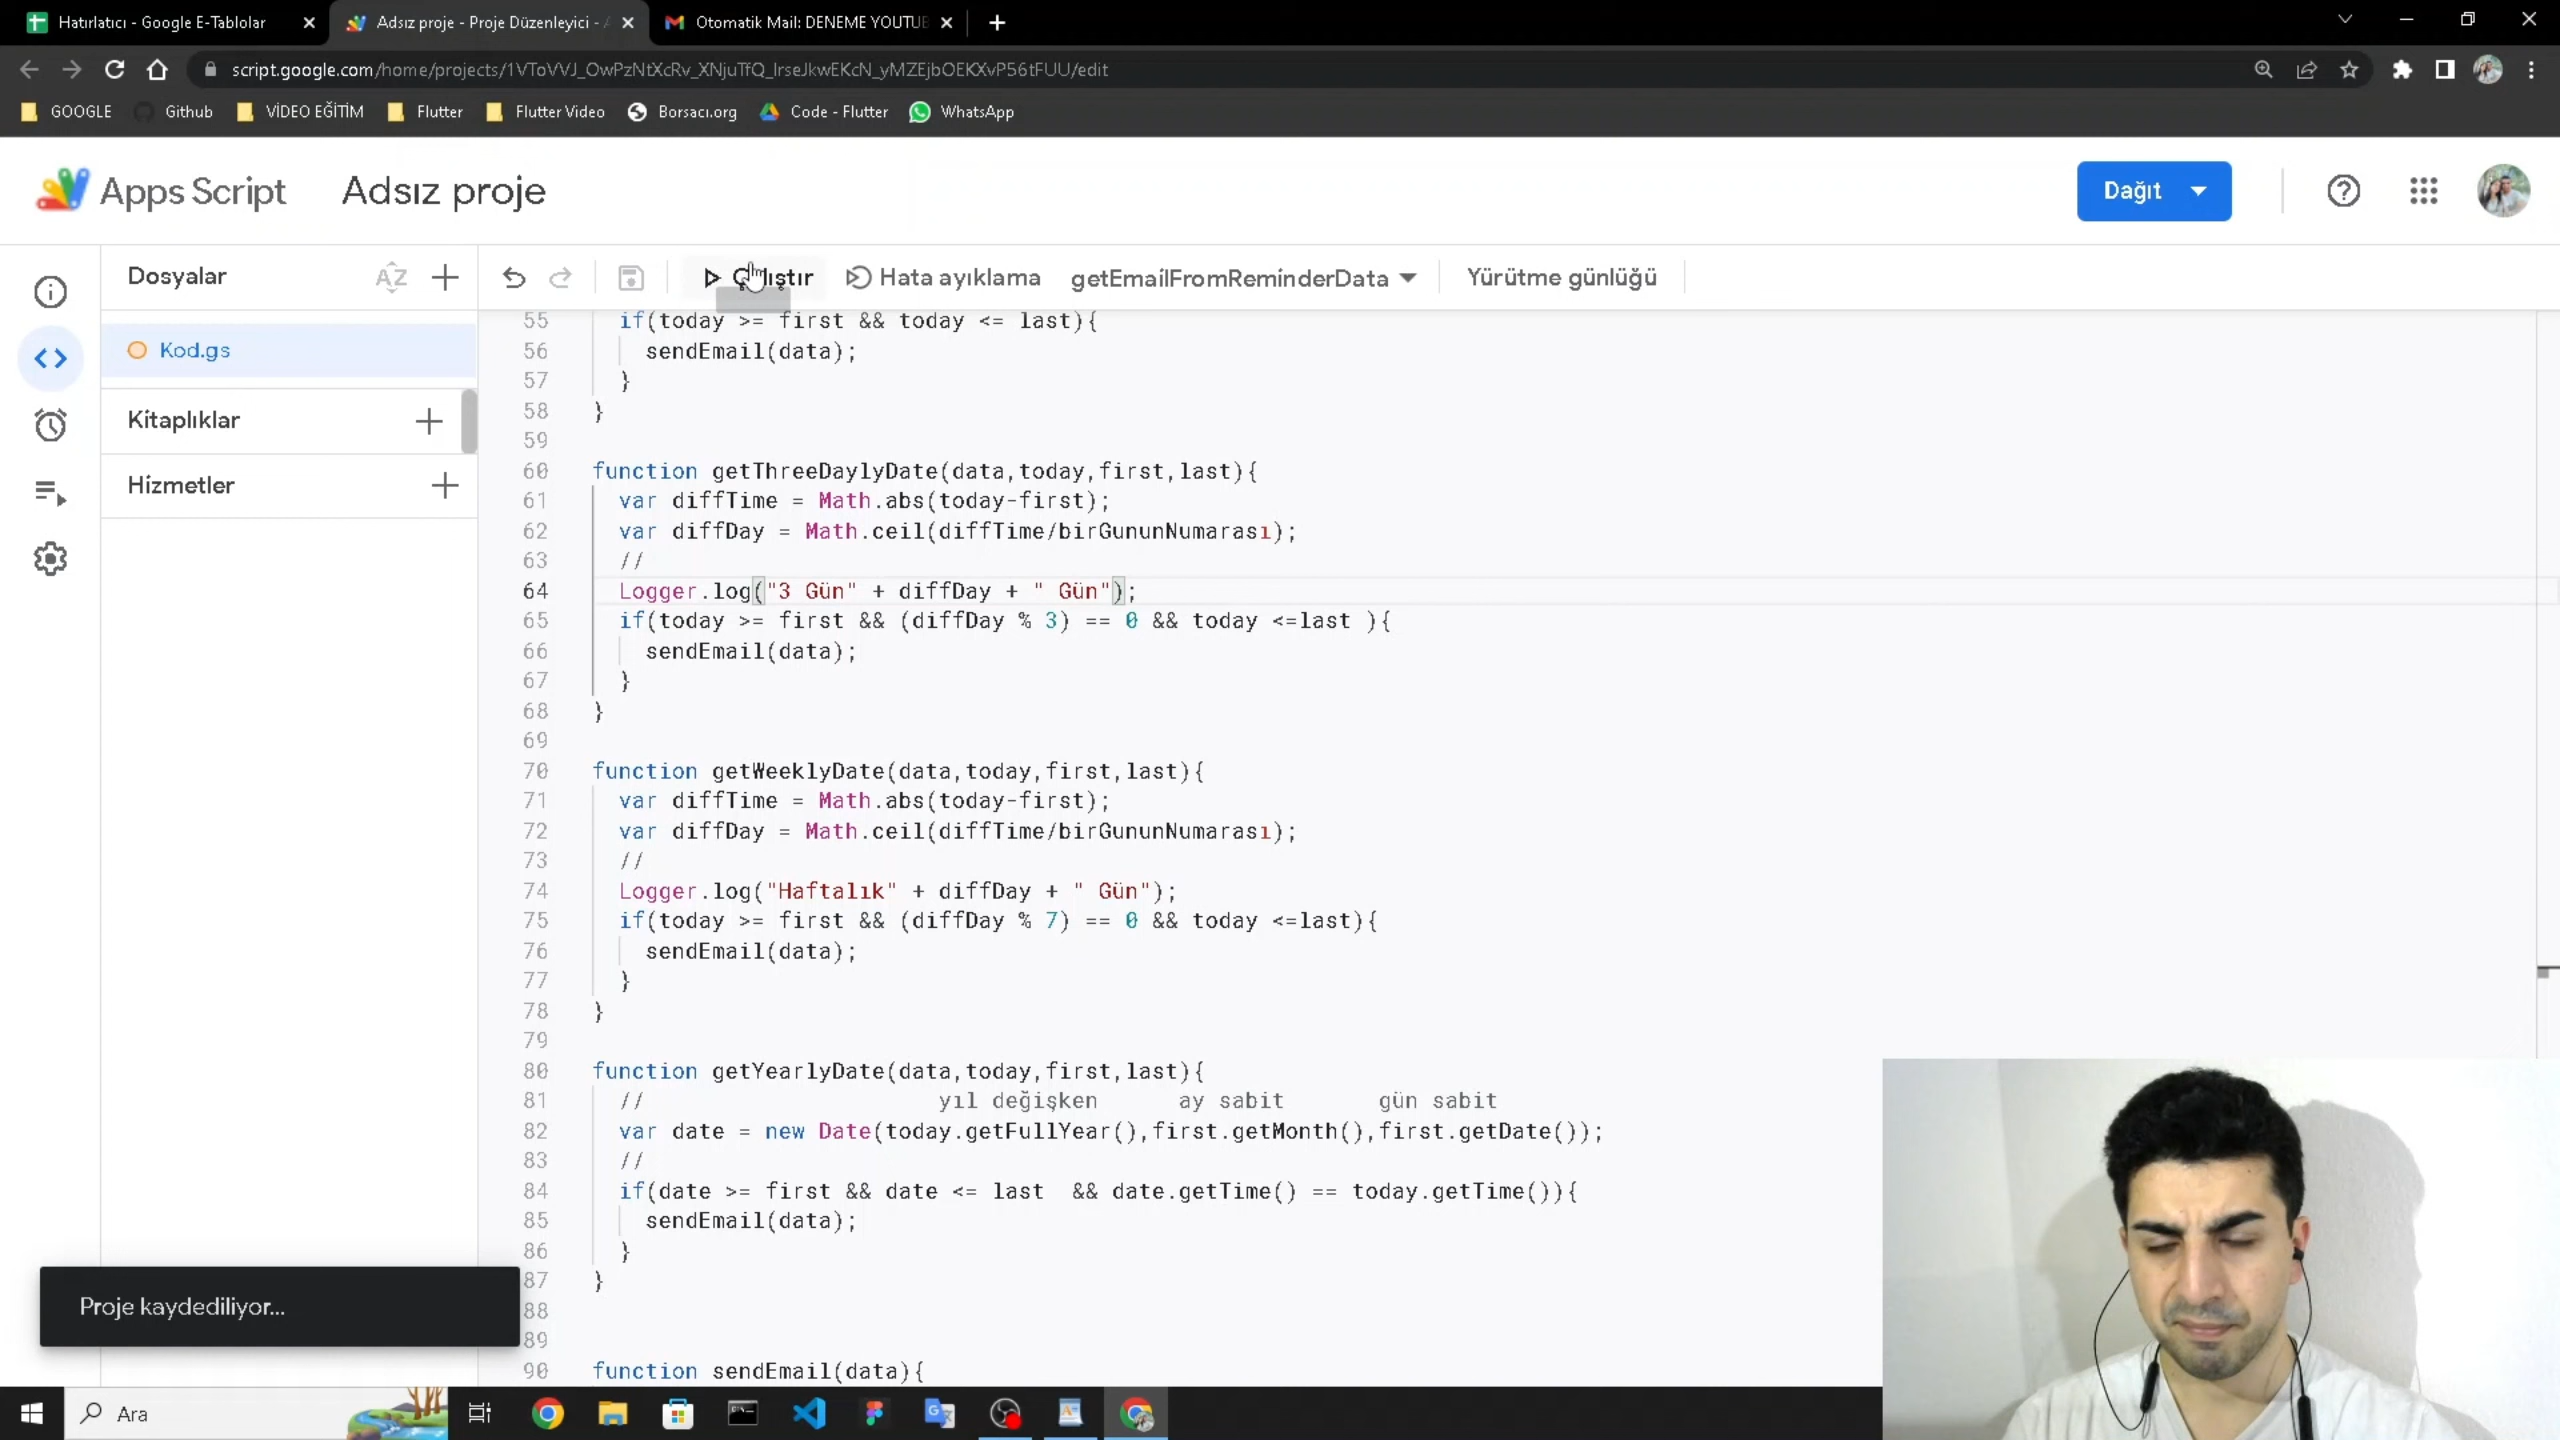 Hatırlatıcı - Google E-Tablolar
Adsız proje - Proje Düzenleyici - A
Otomatik Mail: DENEME YOUTUB
script.google.com/home/projects/1VToVVJ_OwPzNtXcRv_XNjuTfQ_IrseJkwEKcN_yMZEjbOEKXvP56tFUU/edit
GOOGLE Github VİDEO EĞİTİM Flutter Flutter Video Borsacı.org Code - Flutter WhatsApp
Apps Script Adsız proje Dağıt
Dosyalar
Çalıştır Hata ayıklama getEmailFromReminderData Yürütme günlüğü
Kod.gs
Kitaplıklar
Hizmetler
55 if(today >= first && today <= last){
56 sendEmail(data);
57 }
58 }
59
60 function getThreeDaylyDate(data,today,first,last){
61 var diffTime = Math.abs(today-first);
62 var diffDay = Math.ceil(diffTime/birGununNumarası);
63 //
64 Logger.log("3 Gün" + diffDay + " Gün");
65 if(today >= first && (diffDay % 3) == 0 && today <=last ){
66 sendEmail(data);
67 }
68 }
69
70 function getWeeklyDate(data,today,first,last){
71 var diffTime = Math.abs(today-first);
72 var diffDay = Math.ceil(diffTime/birGununNumarası);
73 //
74 Logger.log("Haftalık" + diffDay + " Gün");
75 if(today >= first && (diffDay % 7) == 0 && today <=last){
76 sendEmail(data);
77 }
78 }
79
80 function getYearlyDate(data,today,first,last){
81 // yıl değişken ay sabit gün sabit
82 var date = new Date(today.getFullYear(),first.getMonth(),first.getDate());
83 //
84 if(date >= first && date <= last && date.getTime() == today.getTime()){
85 sendEmail(data);
86 }
87 }
88
89
90 function sendEmail(data){
Proje kaydediliyor...
Ara